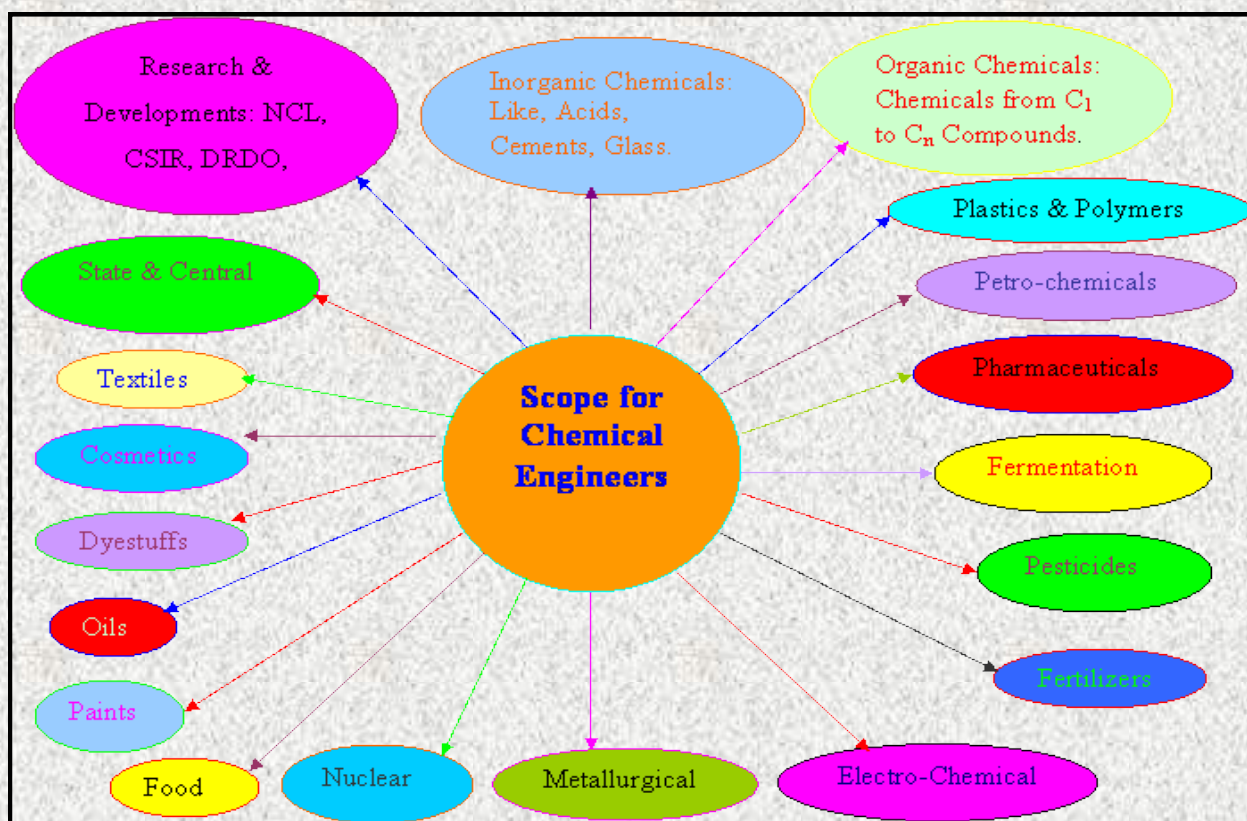 Research &
Developments: NCL,
CSIR, DRDO,
Inorganic Chemicals:
Like, Acids,
Cements, Glass.
Organic Chemicals:
Chemicals from C₁
to Cₙ Compounds.
Plastics & Polymers
State & Central
Petro-chemicals
Textiles
Pharmaceuticals
Scope for
Chemical
Engineers
Cosmetics
Fermentation
Dyestuffs
Pesticides
Oils
Fertilizers
Paints
Food
Nuclear
Metallurgical
Electro-Chemical